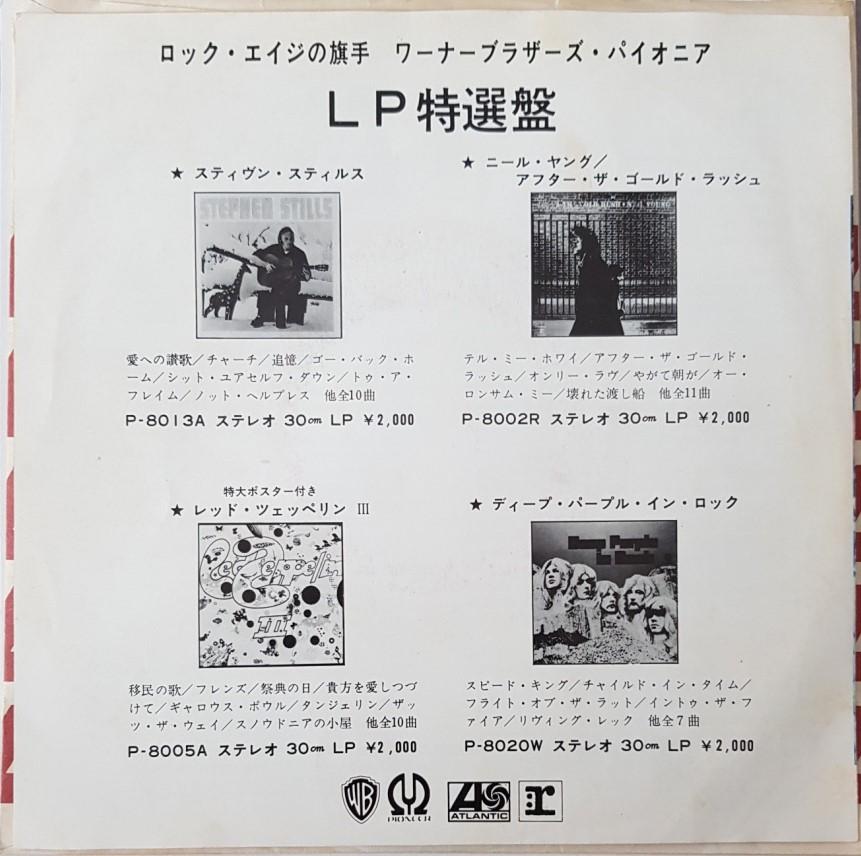 ロック・エイジの旗手　ワーナーブラザーズ・パイオニア
LP特選盤
★ スティヴン・スティルス
STEPHEN STILLS
愛への讃歌／チャーチ／追憶／ゴー・バック・ホ
ーム／シット・ユアセルフ・ダウン／トゥ・ア・
フレイム／ノット・ヘルプレス　他全10曲
P-8013A ステレオ 30cm LP ¥2,000
★ ニール・ヤング／
アフター・ザ・ゴールド・ラッシュ
テル・ミー・ホワイ／アフター・ザ・ゴールド・
ラッシュ／オンリー・ラヴ／やがて朝が／オー・
ロンサム・ミー／壊れた渡し船　他全11曲
P-8002R ステレオ 30cm LP ¥2,000
特大ポスター付き
★ レッド・ツェッペリン III
Led Zeppelin
III
移民の歌／フレンズ／祭典の日／貴方を愛しつづ
けて／ギャロウス・ポウル／タンジェリン／ザッ
ツ・ザ・ウェイ／スノウドニアの小屋　他全10曲
P-8005A ステレオ 30cm LP ¥2,000
★ ディープ・パープル・イン・ロック
Deep Purple
in Rock
スピード・キング／チャイルド・イン・タイム／
フライト・オブ・ザ・ラット／イントゥ・ザ・フ
ァイア／リヴィング・レック　他全7曲
P-8020W ステレオ 30cm LP ¥2,000
WB PIONEER ATLANTIC r